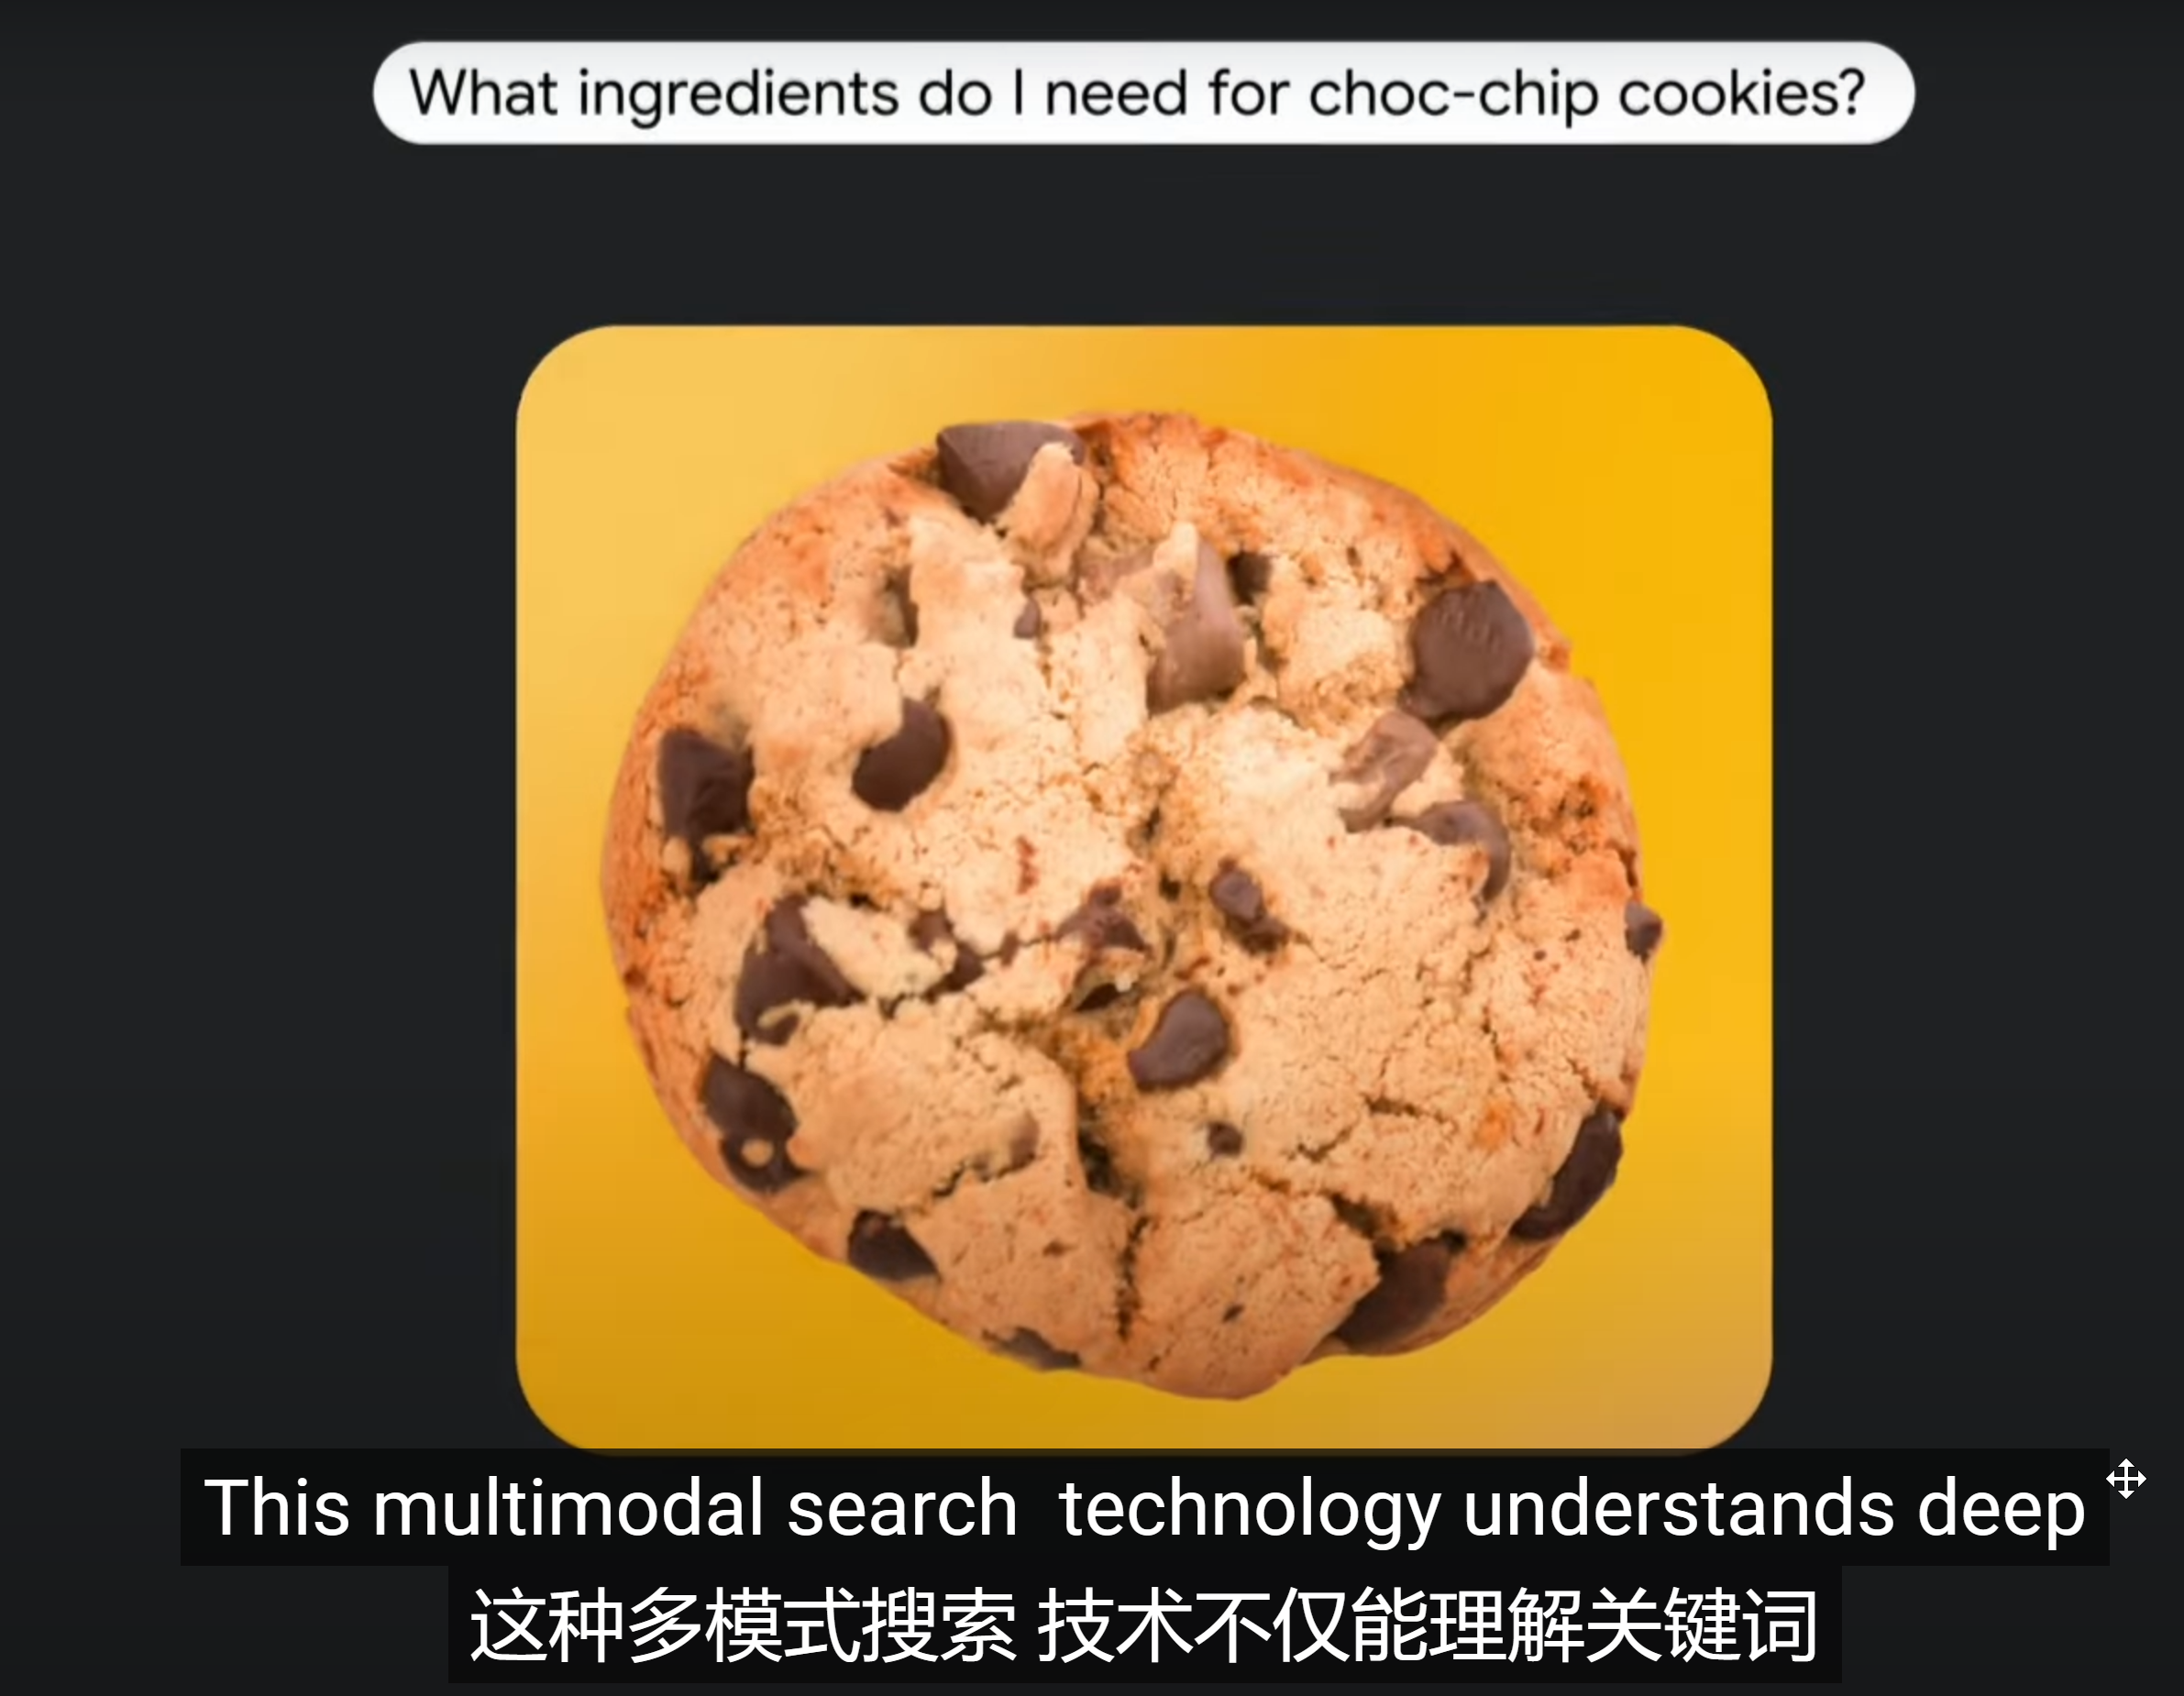 What ingredients do I need for choc-chip cookies?
This multimodal search technology understands deep
这种多模式搜索 技术不仅能理解关键词